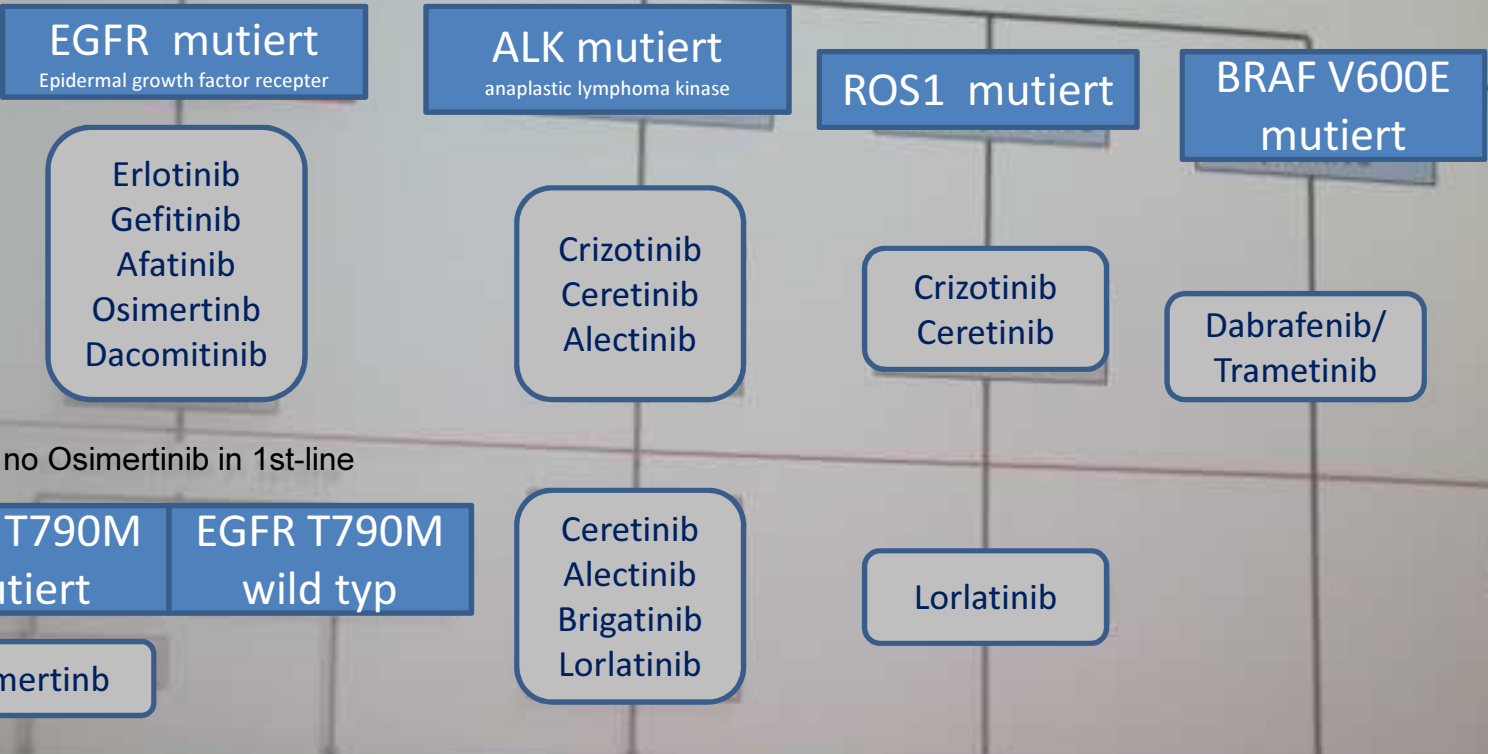 EGFR mutiert
Epidermal growth factor recepter
ALK mutiert
anaplastic lymphoma kinase
ROS1 mutiert
BRAF V600E
mutiert
Erlotinib
Gefitinib
Afatinib
Osimertinb
Dacomitinib
Crizotinib
Ceretinib
Alectinib
Crizotinib
Ceretinib
Dabrafenib/
Trametinib
no Osimertinib in 1st-line
T790M
utiert
EGFR T790M
wild typ
mertinb
Ceretinib
Alectinib
Brigatinib
Lorlatinib
Lorlatinib